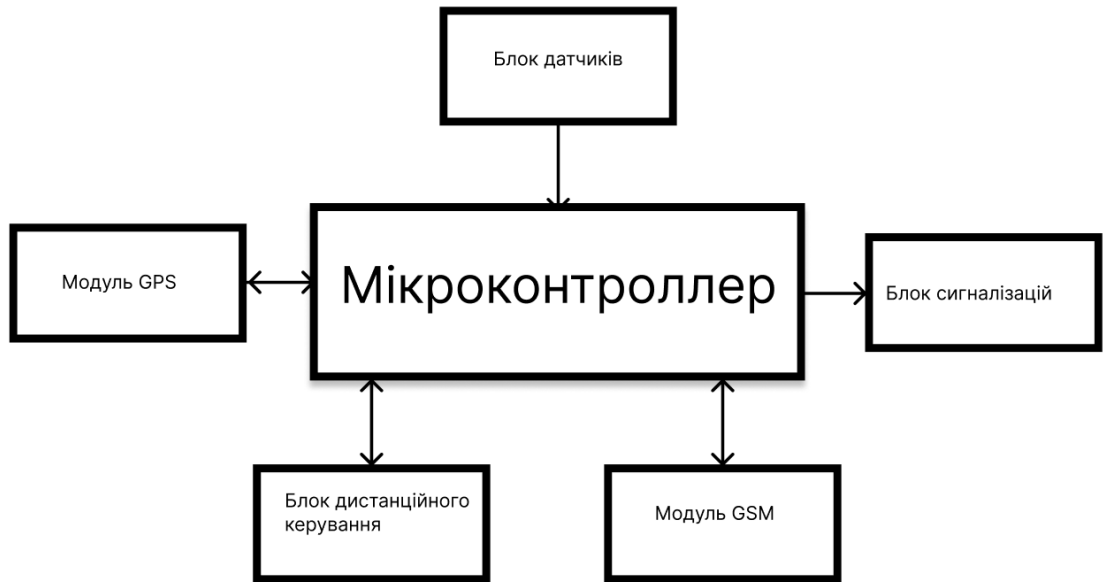 Блок датчиків
Модуль GPS
Мікроконтроллер
Блок сигналізацій
Блок дистанційного
керування
Модуль GSM